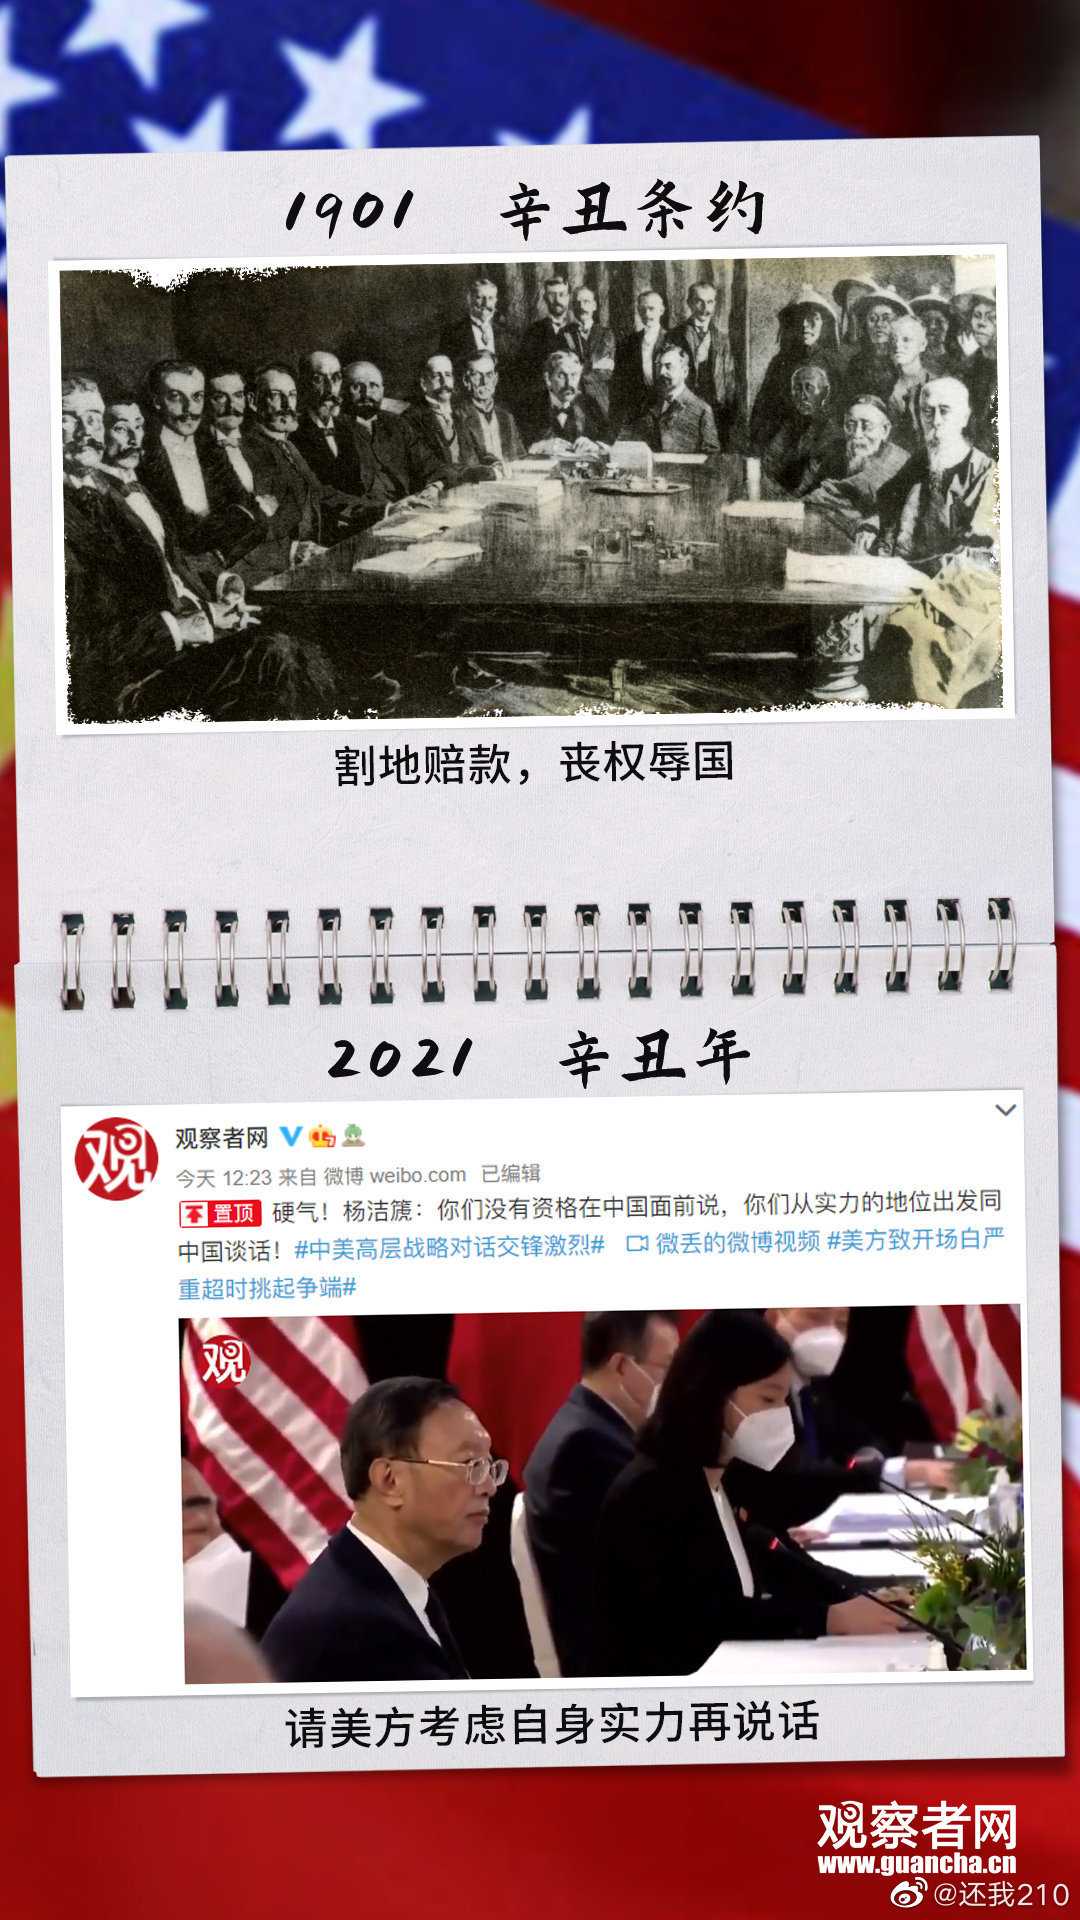 1901 辛丑条约
割地赔款，丧权辱国
2021 辛丑年
观
观察者网
今天 12:23 来自 微博 weibo.com 已编辑
置顶 硬气！杨洁篪：你们没有资格在中国面前说，你们从实力的地位出发同
中国谈话！#中美高层战略对话交锋激烈# 微丢的微博视频 #美方致开场白严
重超时挑起争端#
观
请美方考虑自身实力再说话
观察者网
www.guancha.cn
@还我210